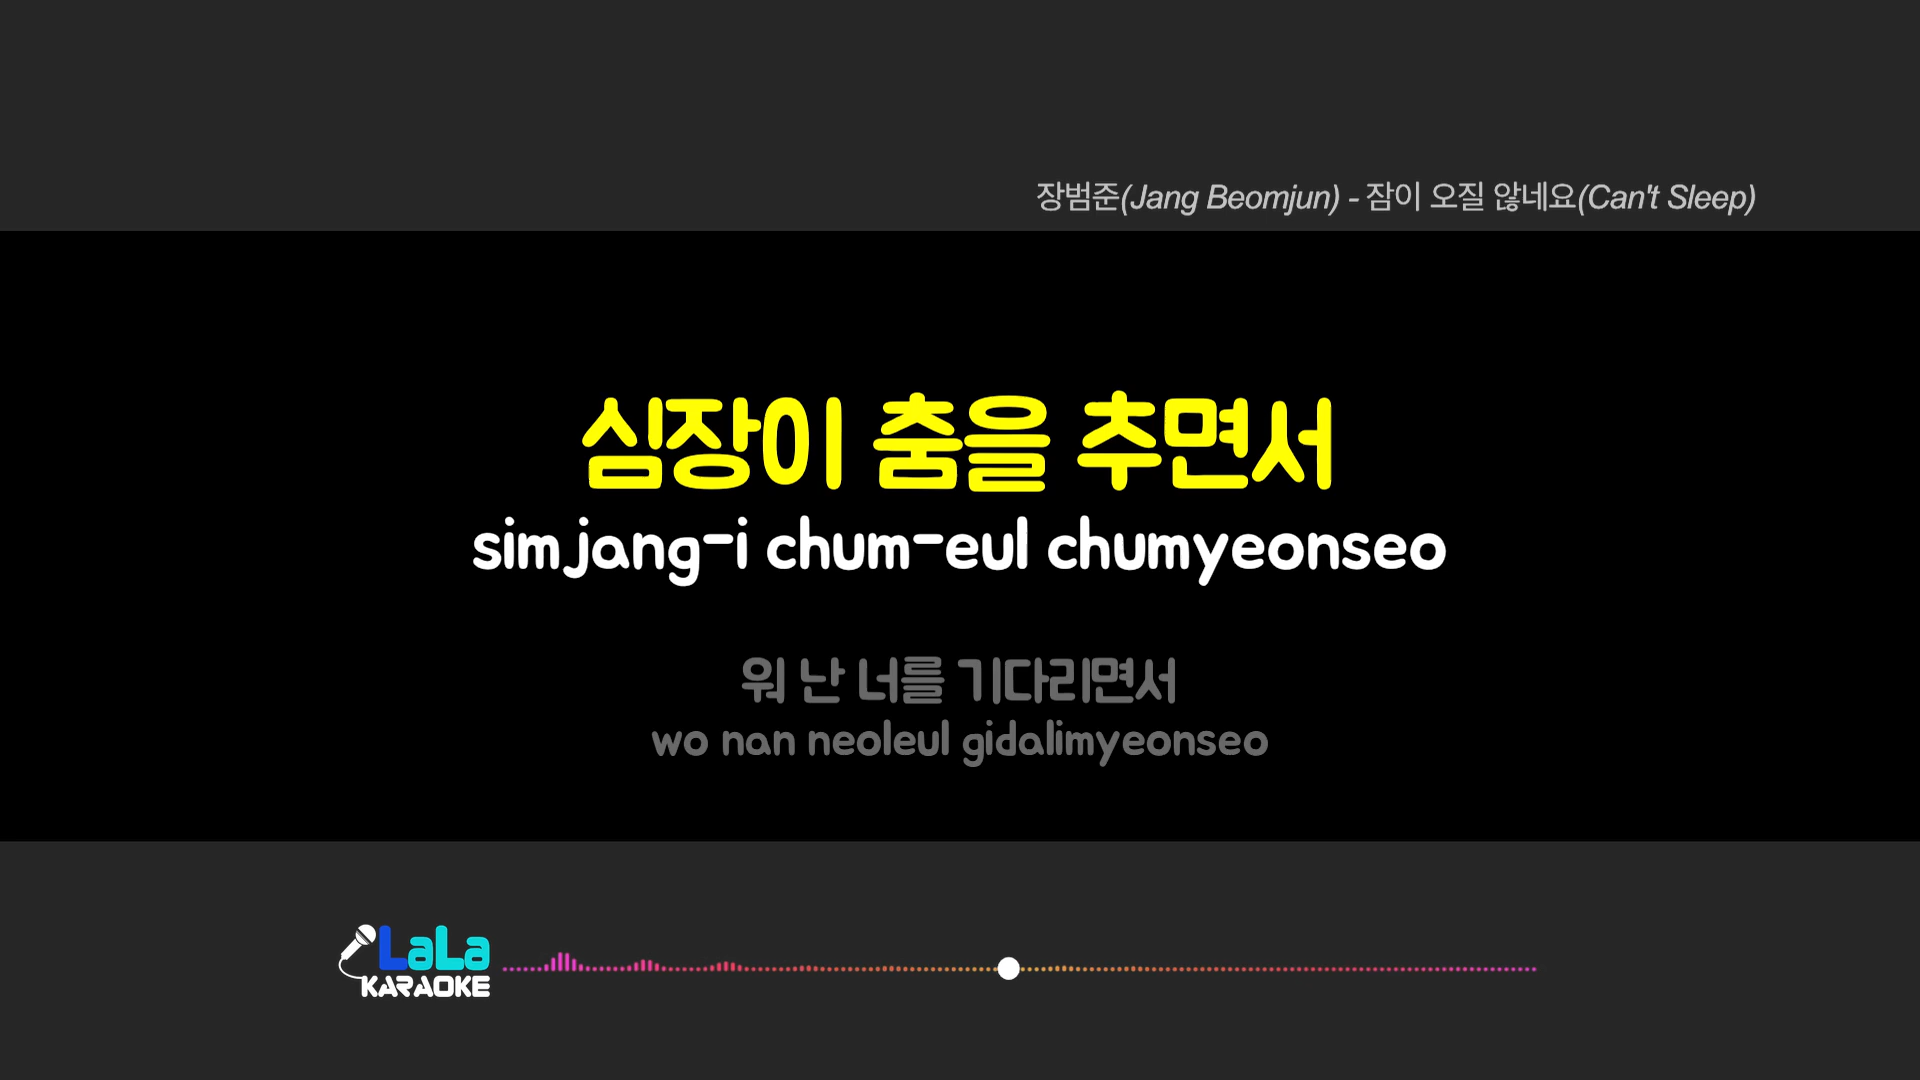 장범준(Jang Beomjun) - 잠이 오질 않네요(Can't Sleep)
심장이 춤을 추면서
simjang-i chum-eul chumyeonseo
워 난 너를 기다리면서
wo nan neoleul gidalimyeonseo
LaLa
KARAOKE